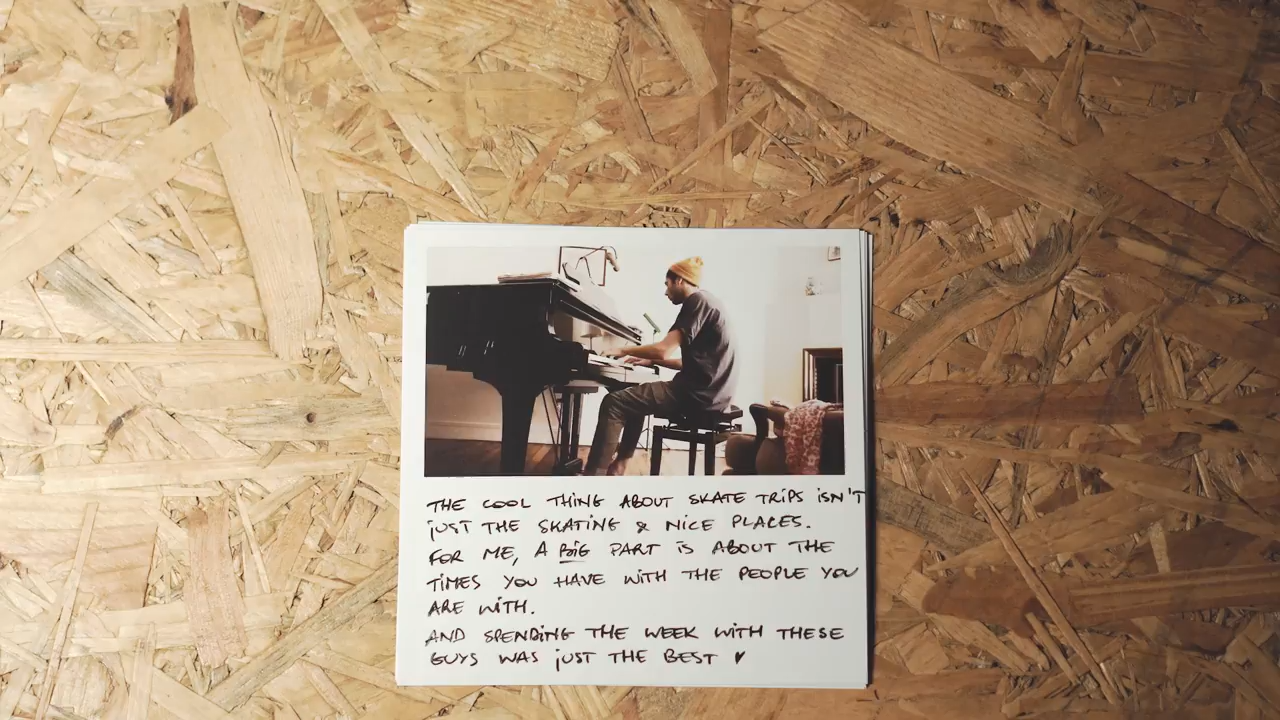 THE COOL THING ABOUT SKATE TRIPS ISN'T
JUST THE SKATING & NICE PLACES.
FOR ME, A BIG PART IS ABOUT THE
TIMES YOU HAVE WITH THE PEOPLE YOU
ARE WITH.
AND SPENDING THE WEEK WITH THESE
GUYS WAS JUST THE BEST ♥